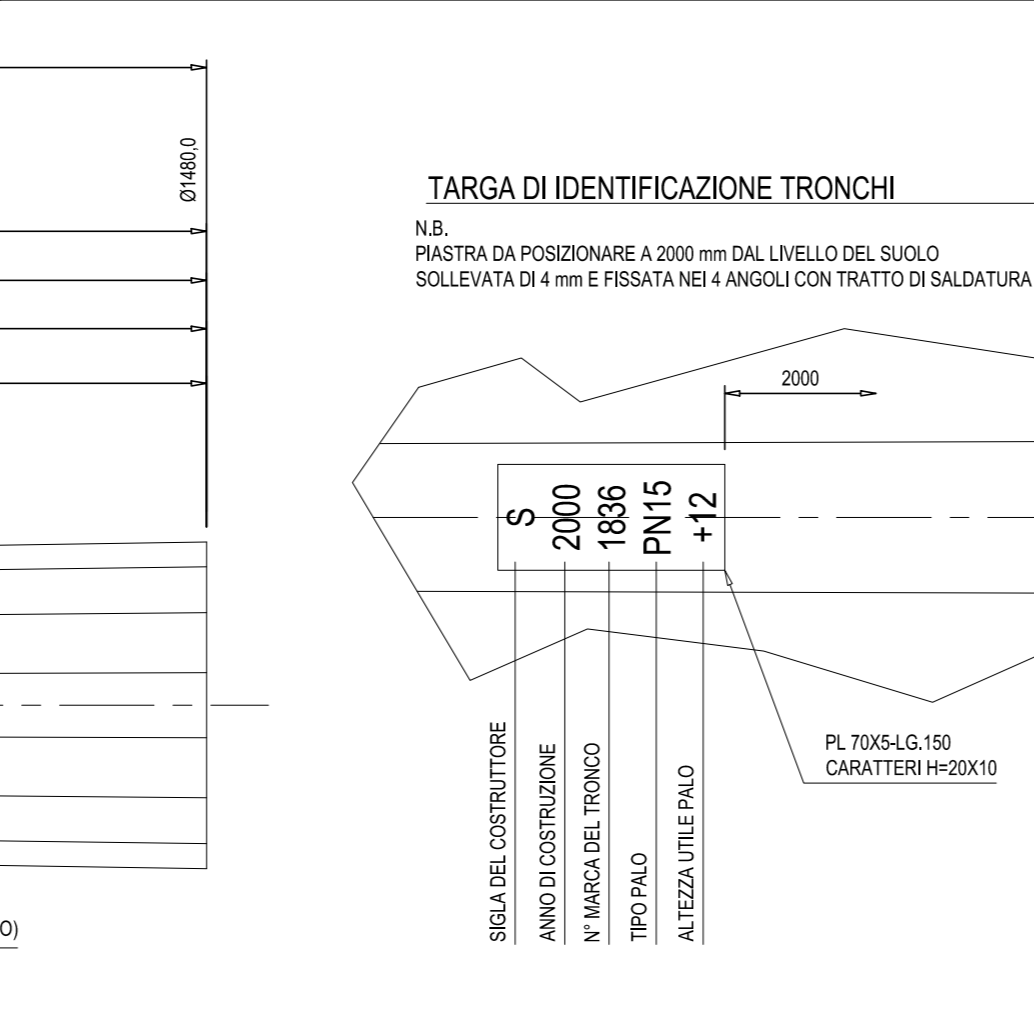 Ø1480,0
TARGA DI IDENTIFICAZIONE TRONCHI
N.B.
PIASTRA DA POSIZIONARE A 2000 mm DAL LIVELLO DEL SUOLO
SOLLEVATA DI 4 mm E FISSATA NEI 4 ANGOLI CON TRATTO DI SALDATURA
2000
S
2000
1836
PN15
+12
SIGLA DEL COSTRUTTORE
ANNO DI COSTRUZIONE
N° MARCA DEL TRONCO
TIPO PALO
ALTEZZA UTILE PALO
PL 70X5-LG.150
CARATTERI H=20X10
O)